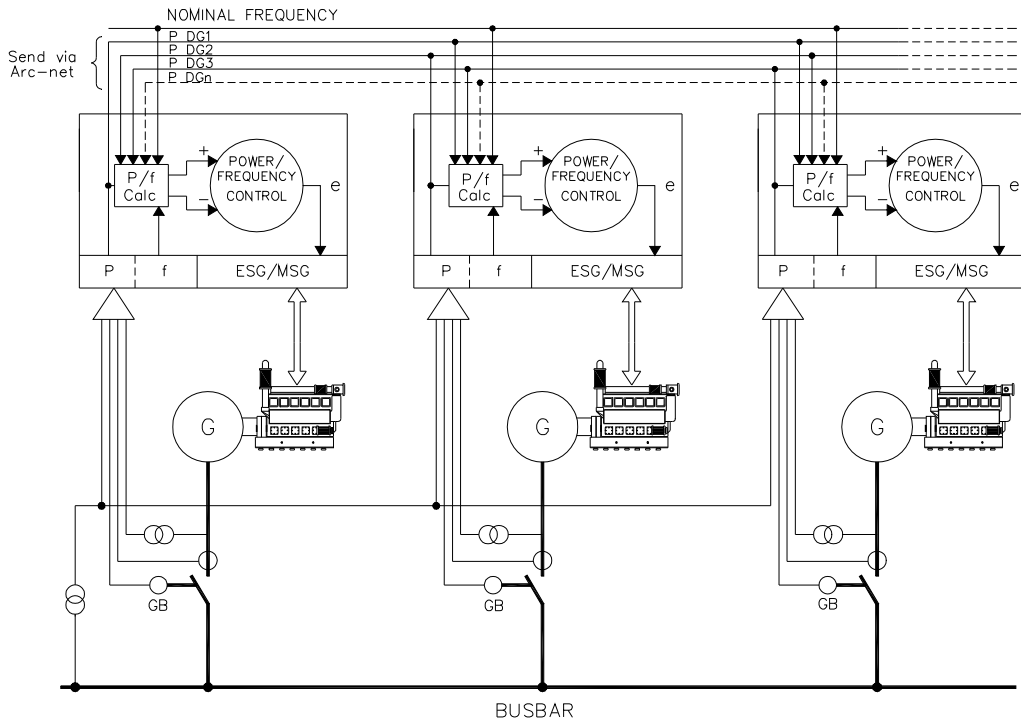 NOMINAL FREQUENCY
P DG1
P DG2
P DG3
P DGn
Send via
Arc-net
P/f
Calc
+
−
POWER/
FREQUENCY
CONTROL
e
P
f
ESG/MSG
P/f
Calc
+
−
POWER/
FREQUENCY
CONTROL
e
P
f
ESG/MSG
P/f
Calc
+
−
POWER/
FREQUENCY
CONTROL
e
P
f
ESG/MSG
G
G
G
GB
GB
GB
BUSBAR